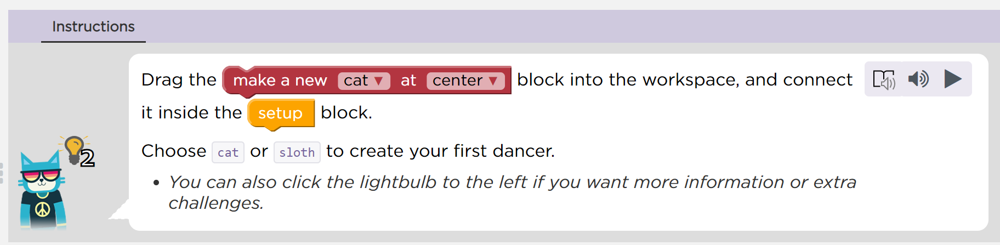 Instructions
Drag the make a new cat ▼ at center ▼ block into the workspace, and connect
it inside the setup block.
2
Choose cat or sloth to create your first dancer.
• You can also click the lightbulb to the left if you want more information or extra
challenges.